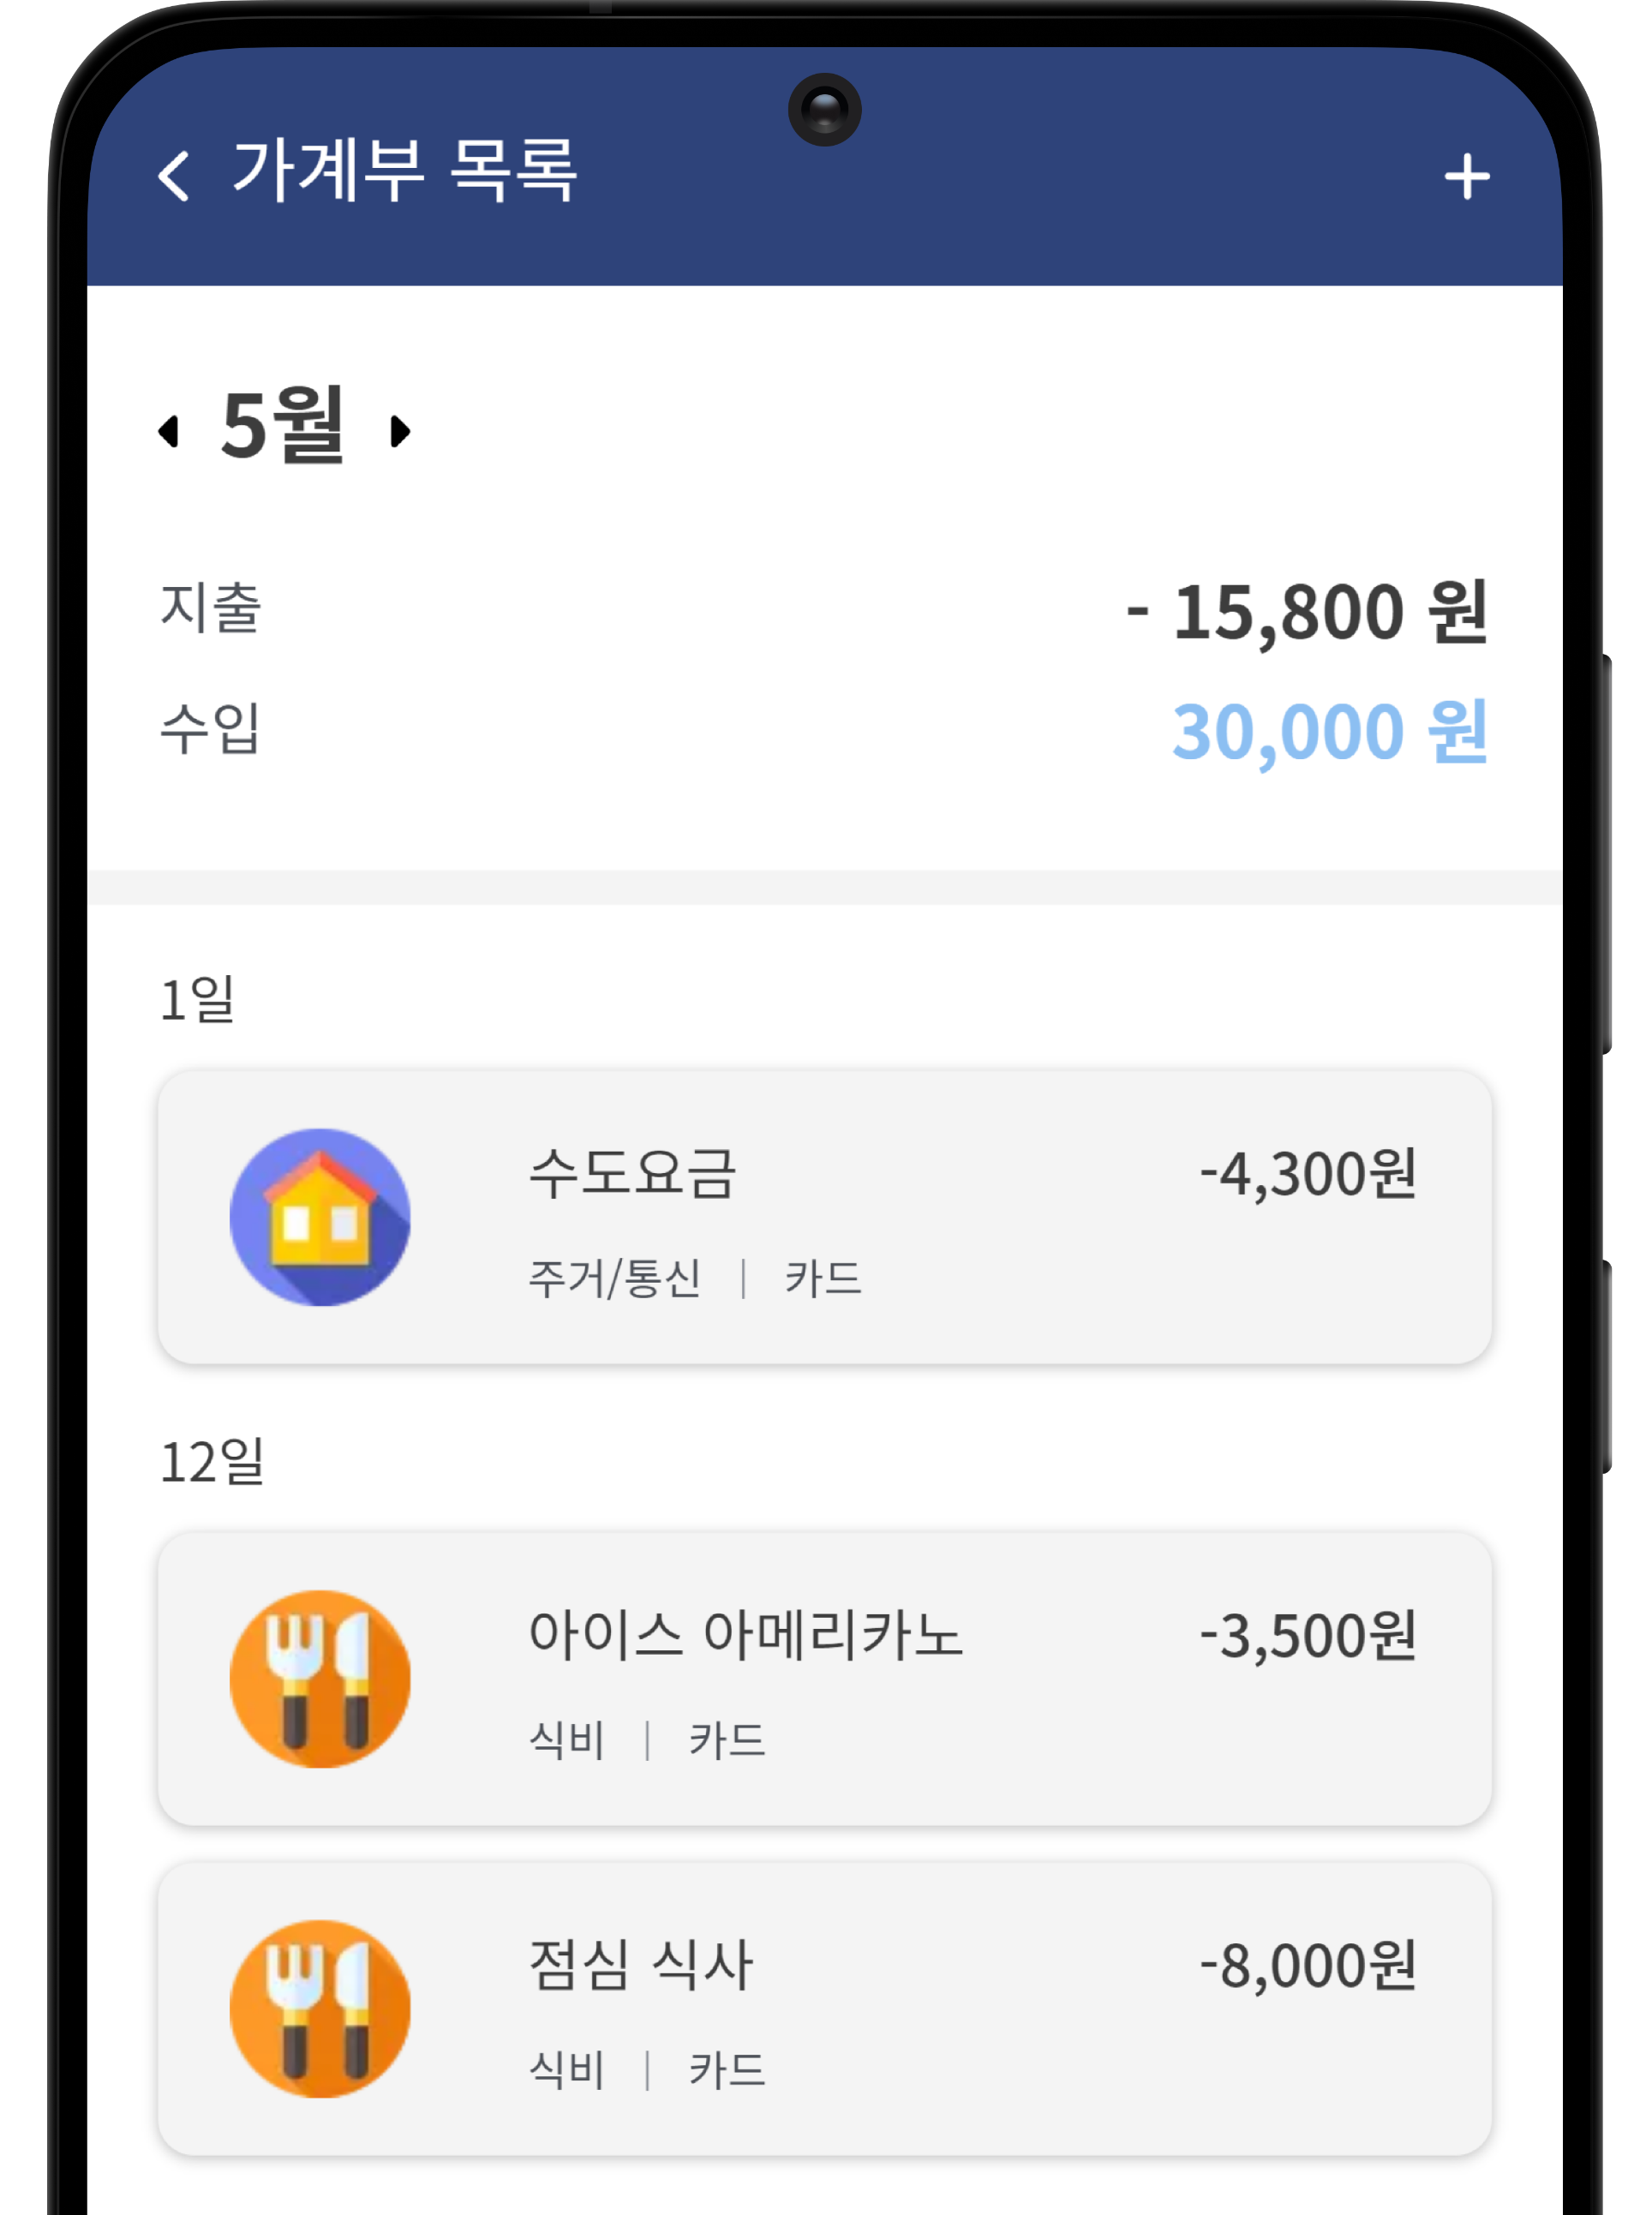 가계부 목록
5월
지출 - 15,800 원
수입 30,000 원
1일
수도요금 -4,300원
주거/통신 | 카드
12일
아이스 아메리카노 -3,500원
식비 | 카드
점심 식사 -8,000원
식비 | 카드